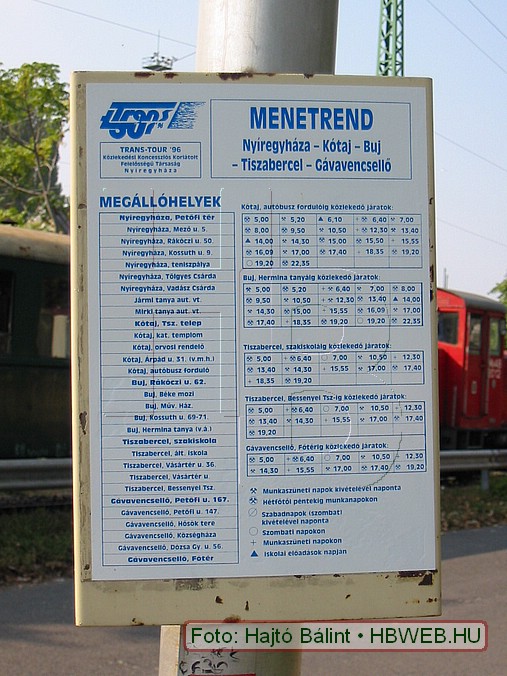 Trans Tour 96
TRANS-TOUR '96
Közlekedési Koncessziós Korlátolt
Felelősségű Társaság
Nyíregyháza
MENETREND
Nyíregyháza – Kótaj – Buj
– Tiszabercel – Gávavencsellő
MEGÁLLÓHELYEK
Nyíregyháza, Petőfi tér
Nyíregyháza, Mező u. 5.
Nyíregyháza, Rákóczi u. 50.
Nyíregyháza, Kossuth u. 9.
Nyíregyháza, teniszpálya
Nyíregyháza, Tölgyes Csárda
Nyíregyháza, Vadász Csárda
Jármi tanya aut. vt.
Mirki tanya aut. vt.
Kótaj, Tsz. telep
Kótaj, kat. templom
Kótaj, orvosi rendelő
Kótaj, Árpád u. 31. (v.m.h.)
Kótaj, autóbusz forduló
Buj, Rákóczi u. 62.
Buj, Béke mozi
Buj, Műv. Ház.
Buj, Kossuth u. 69-71.
Buj, Hermina tanya (v.á.)
Tiszabercel, szakiskola
Tiszabercel, ált. iskola
Tiszabercel, Vásártér u. 36.
Tiszabercel, Vásártér u.
Tiszabercel, Bessenyei Tsz.
Gávavencsellő, Petőfi u. 167.
Gávavencsellő, Petőfi u. 147.
Gávavencsellő, Hősök tere
Gávavencsellő, Községháza
Gávavencsellő, Dózsa Gy. u. 56.
Gávavencsellő, Fótér
Kótaj, autóbusz fordulóig közlekedő járatok:
5,00 5,20 ▲ 6,10 + 6,40 7,00
8,00 9,50 10,50 + 12,30 13,40
▲ 14,00 14,30 15,00 15,50 + 15,55
16,09 17,00 17,40 + 18,35 19,20
19,20 22,35
Buj, Hermina tanyáig közlekedő járatok:
5,00 5,20 + 6,40 7,00 8,00
9,50 10,50 + 12,30 13,40 ▲ 14,00
14,30 15,00 + 15,55 16,09 17,00
17,40 + 18,35 19,20 19,20 22,35
Tiszabercel, szakiskoláig közlekedő járatok:
5,00 + 6,40 7,00 10,50 + 12,30
13,40 14,30 + 15,55 17,00 17,40
+ 18,35 19,20
Tiszabercel, Bessenyei Tsz-ig közlekedő járatok:
5,00 + 6,40 7,00 10,50 + 12,30
13,40 14,30 + 15,55 17,00 17,40
19,20
Gávavencsellő, Fótérig közlekedő járatok:
5,00 + 6,40 7,00 10,50 + 12,30
14,30 + 15,55 17,00 17,40 19,20
Munkaszüneti napok kivételével naponta
Hétfőtől péntekig munkanapokon
Szabadnapok (szombat)
kivételével naponta
Szombati napokon
+ Munkaszüneti napokon
▲ Iskolai előadások napján
Foto: Hajtó Bálint • HBWEB.HU